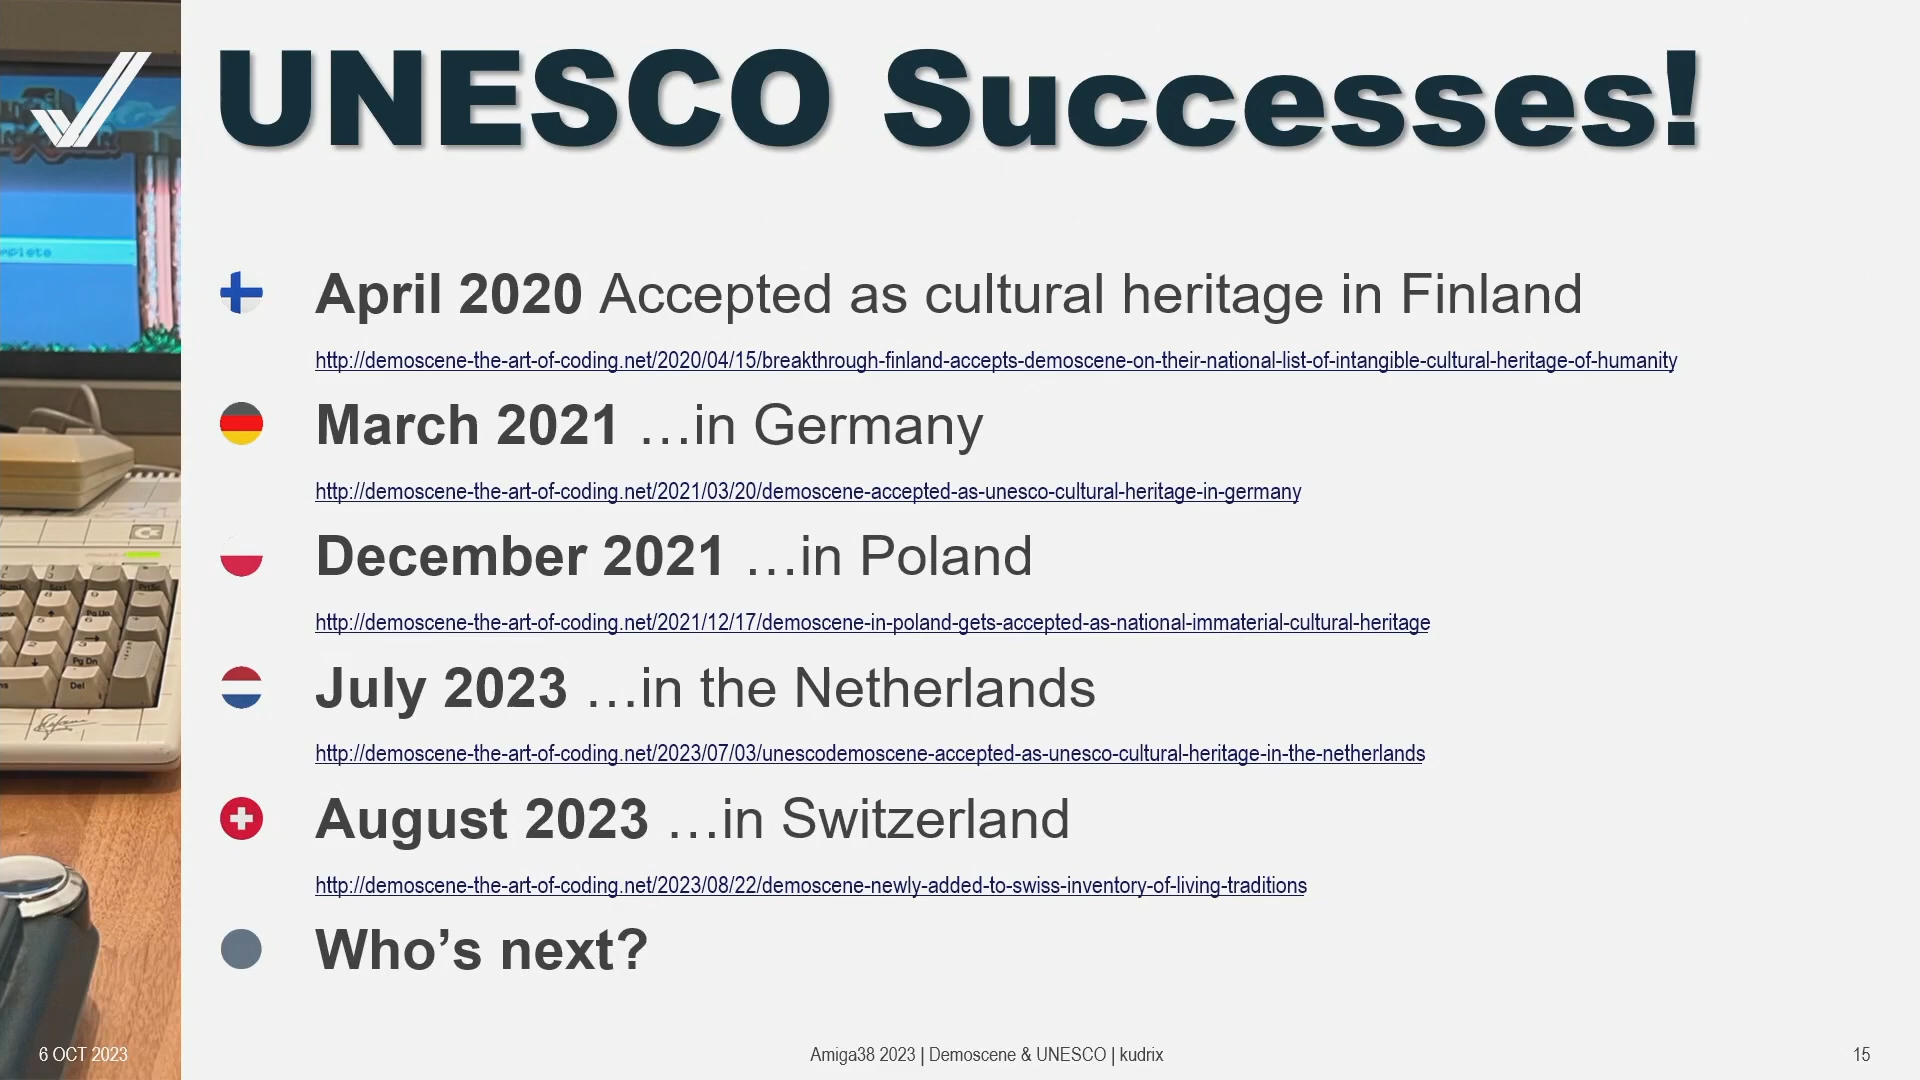 UNESCO Successes!
April 2020 Accepted as cultural heritage in Finland
http://demoscene-the-art-of-coding.net/2020/04/15/breakthrough-finland-accepts-demoscene-on-their-national-list-of-intangible-cultural-heritage-of-humanity
March 2021 …in Germany
http://demoscene-the-art-of-coding.net/2021/03/20/demoscene-accepted-as-unesco-cultural-heritage-in-germany
December 2021 …in Poland
http://demoscene-the-art-of-coding.net/2021/12/17/demoscene-in-poland-gets-accepted-as-national-immaterial-cultural-heritage
July 2023 …in the Netherlands
http://demoscene-the-art-of-coding.net/2023/07/03/unescodemoscene-accepted-as-unesco-cultural-heritage-in-the-netherlands
August 2023 …in Switzerland
http://demoscene-the-art-of-coding.net/2023/08/22/demoscene-newly-added-to-swiss-inventory-of-living-traditions
Who’s next?
Pg Up
Pg Dn
Del
6 OCT 2023
Amiga38 2023 | Demoscene & UNESCO | kudrix
15